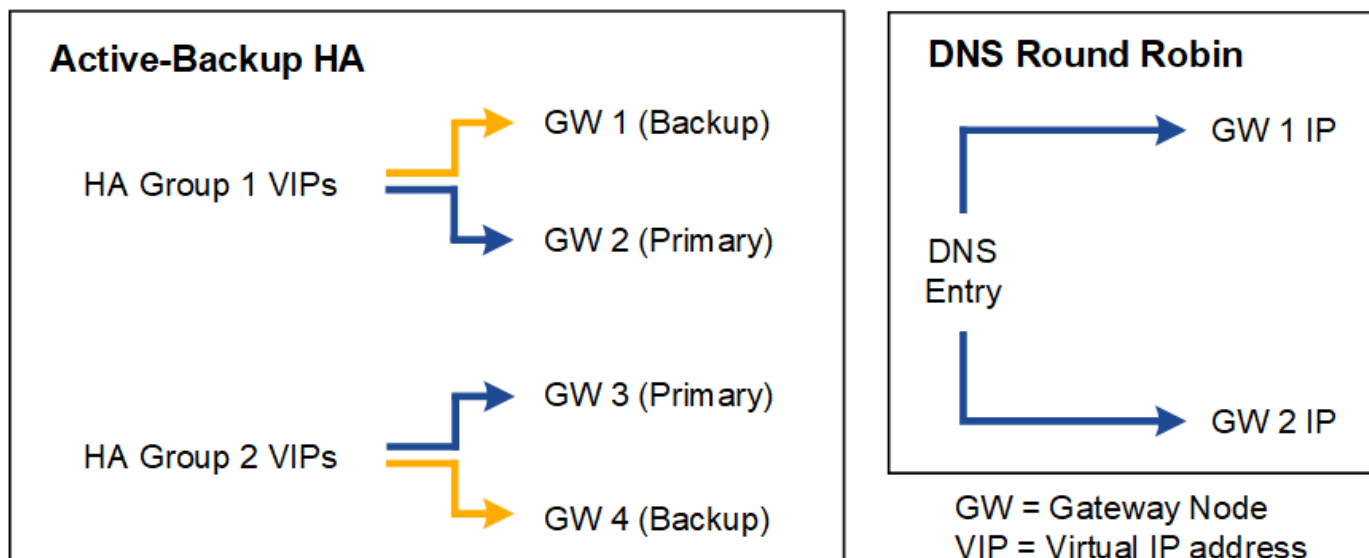 Active-Backup HA
HA Group 1 VIPs
GW 1 (Backup)
GW 2 (Primary)
HA Group 2 VIPs
GW 3 (Primary)
GW 4 (Backup)
DNS Round Robin
DNS
Entry
GW 1 IP
GW 2 IP
GW = Gateway Node
VIP = Virtual IP address